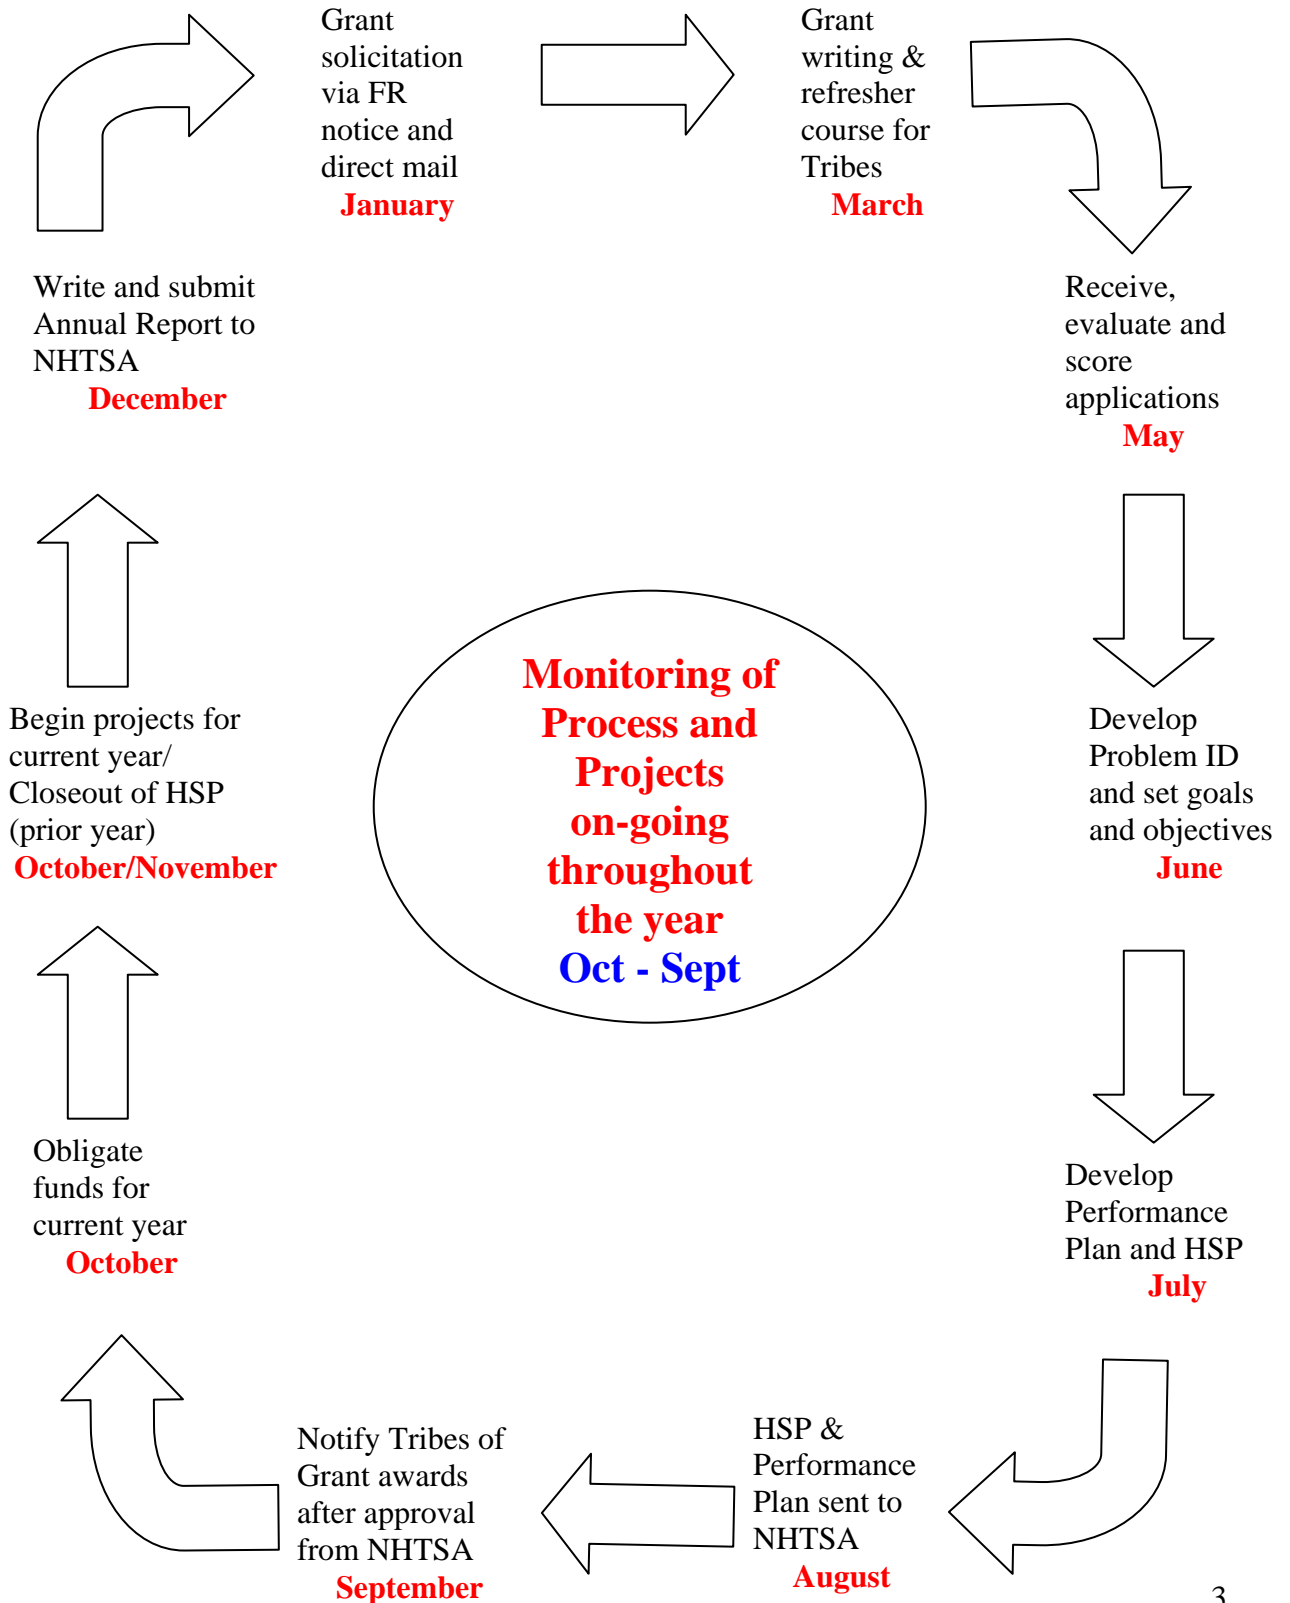 Grant
solicitation
via FR
notice and
direct mail
January
Grant
writing &
refresher
course for
Tribes
March
Receive,
evaluate and
score
applications
May
Develop
Problem ID
and set goals
and objectives
June
Develop
Performance
Plan and HSP
July
HSP &
Performance
Plan sent to
NHTSA
August
Notify Tribes of
Grant awards
after approval
from NHTSA
September
Obligate
funds for
current year
October
Begin projects for
current year/
Closeout of HSP
(prior year)
October/November
Write and submit
Annual Report to
NHTSA
December
Monitoring of
Process and
Projects
on-going
throughout
the year
Oct - Sept
3